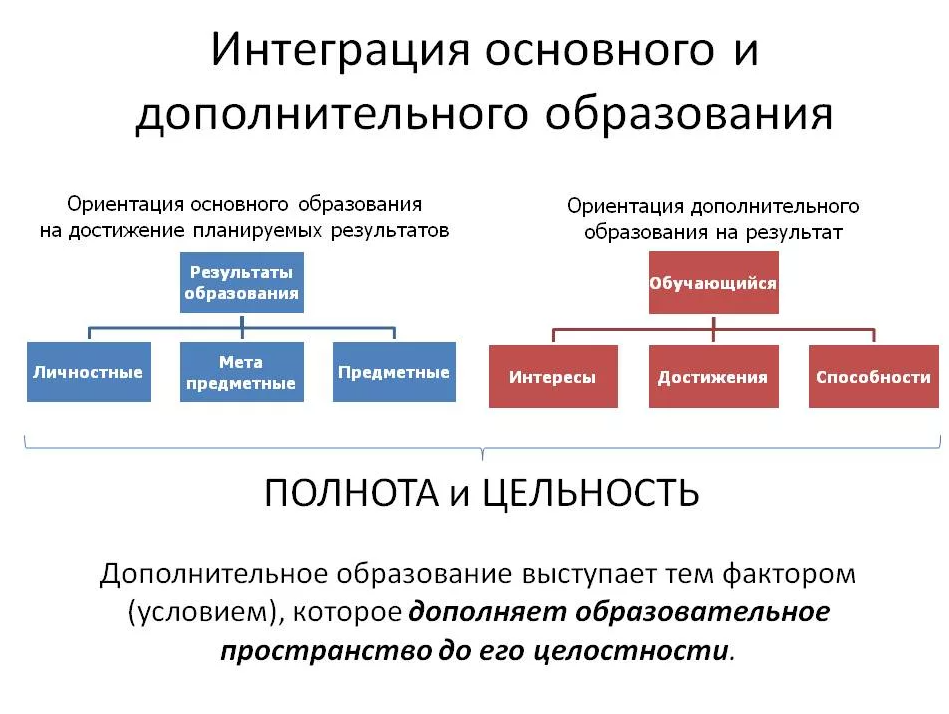 Интеграция основного и
дополнительного образования
Ориентация основного образования
на достижение планируемых результатов
Результаты
образования
Личностные
Мета
предметные
Предметные
Ориентация дополнительного
образования на результат
Обучающийся
Интересы
Достижения
Способности
ПОЛНОТА и ЦЕЛЬНОСТЬ
Дополнительное образование выступает тем фактором
(условием), которое дополняет образовательное
пространство до его целостности.